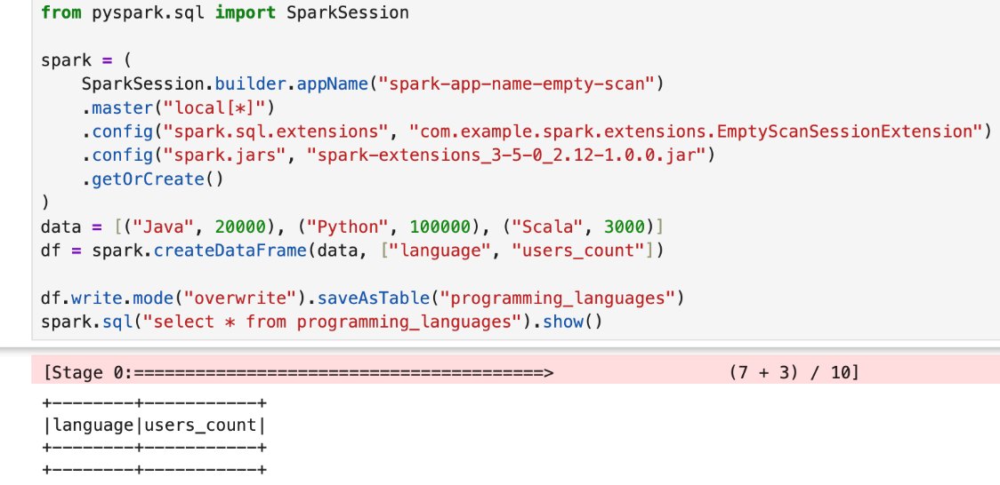 from pyspark.sql import SparkSession

spark = (
    SparkSession.builder.appName("spark-app-name-empty-scan")
    .master("local[*]")
    .config("spark.sql.extensions", "com.example.spark.extensions.EmptyScanSessionExtension")
    .config("spark.jars", "spark-extensions_3-5-0_2.12-1.0.0.jar")
    .getOrCreate()
)
data = [("Java", 20000), ("Python", 100000), ("Scala", 3000)]
df = spark.createDataFrame(data, ["language", "users_count"])

df.write.mode("overwrite").saveAsTable("programming_languages")
spark.sql("select * from programming_languages").show()
[Stage 0:========================================>                 (7 + 3) / 10]
+--------+-----------+
|language|users_count|
+--------+-----------+
+--------+-----------+